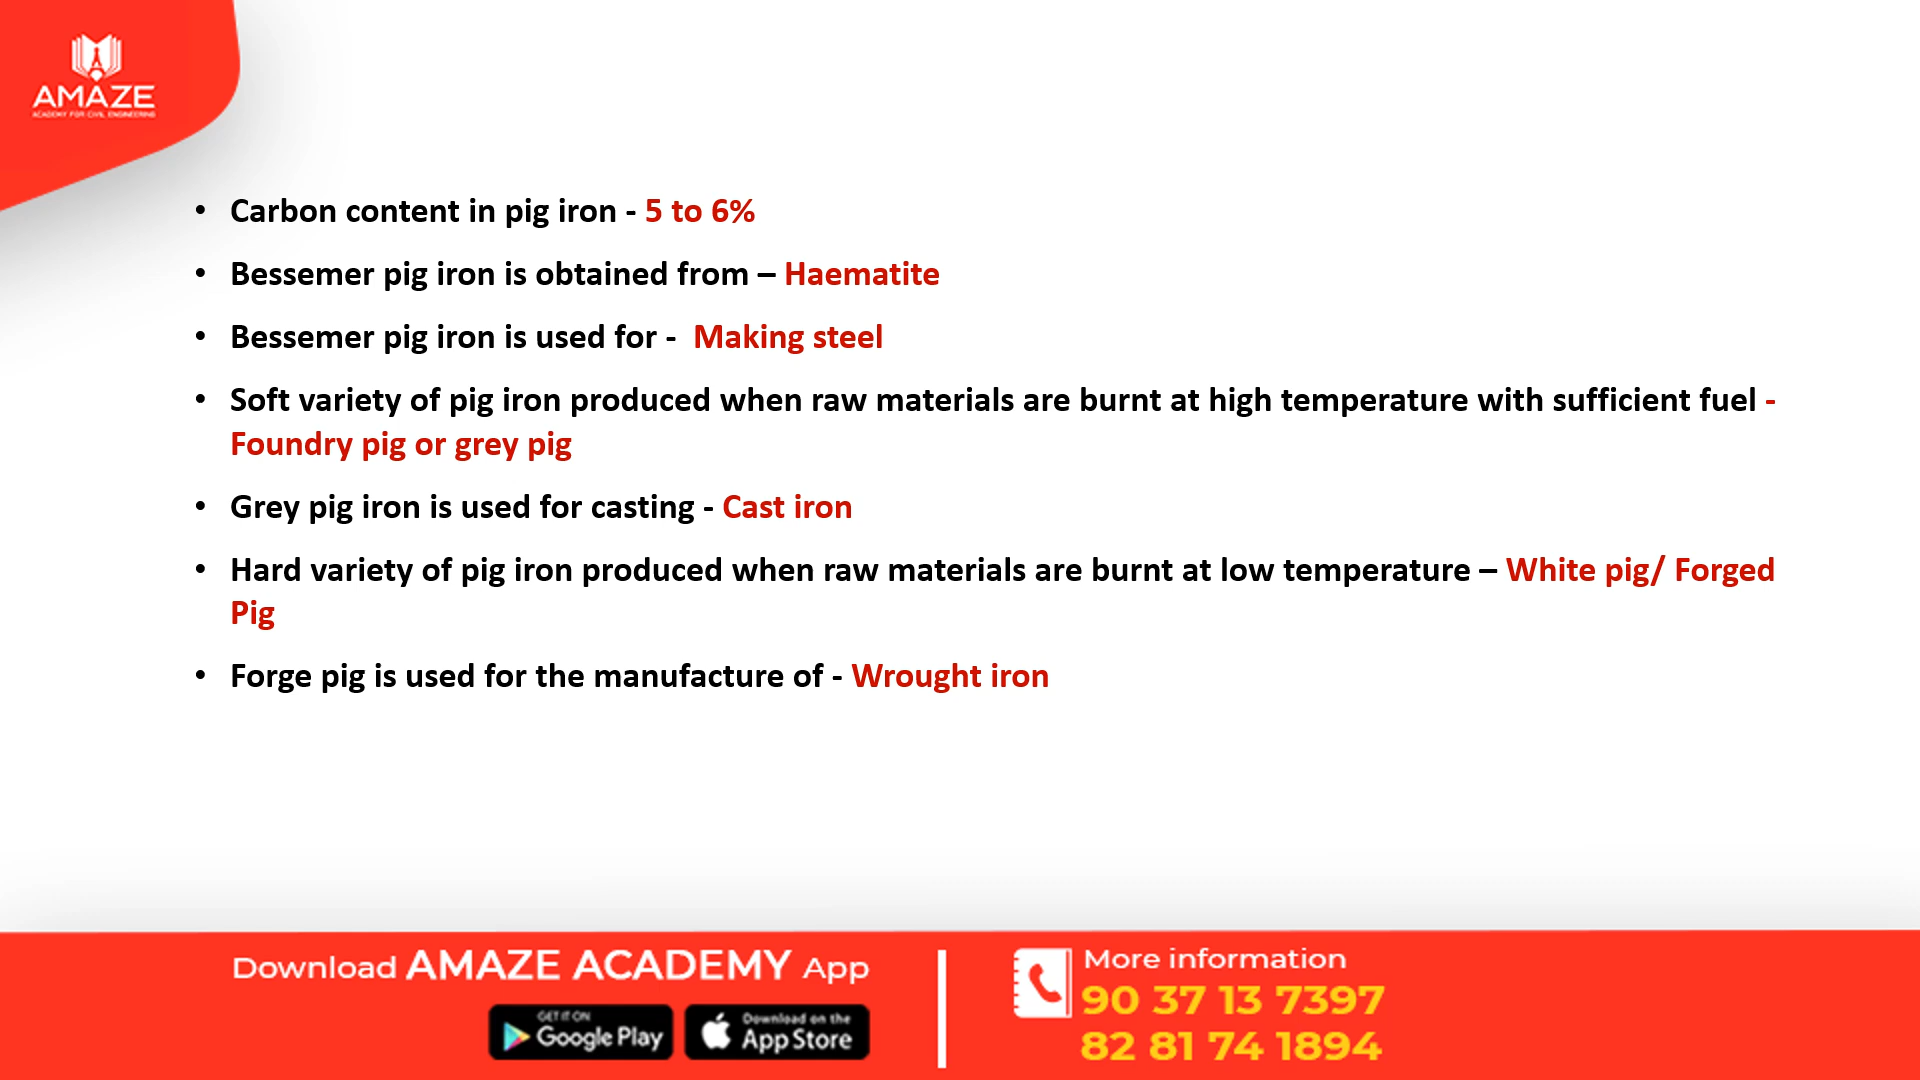 AMAZE
ACADEMY FOR CIVIL ENGINEERING
• Carbon content in pig iron - 5 to 6%
• Bessemer pig iron is obtained from – Haematite
• Bessemer pig iron is used for - Making steel
• Soft variety of pig iron produced when raw materials are burnt at high temperature with sufficient fuel -
Foundry pig or grey pig
• Grey pig iron is used for casting - Cast iron
• Hard variety of pig iron produced when raw materials are burnt at low temperature – White pig/ Forged
Pig
• Forge pig is used for the manufacture of - Wrought iron
Download AMAZE ACADEMY App
GET IT ON
Google Play
Download on the
App Store
More information
90 37 13 7397
82 81 74 1894